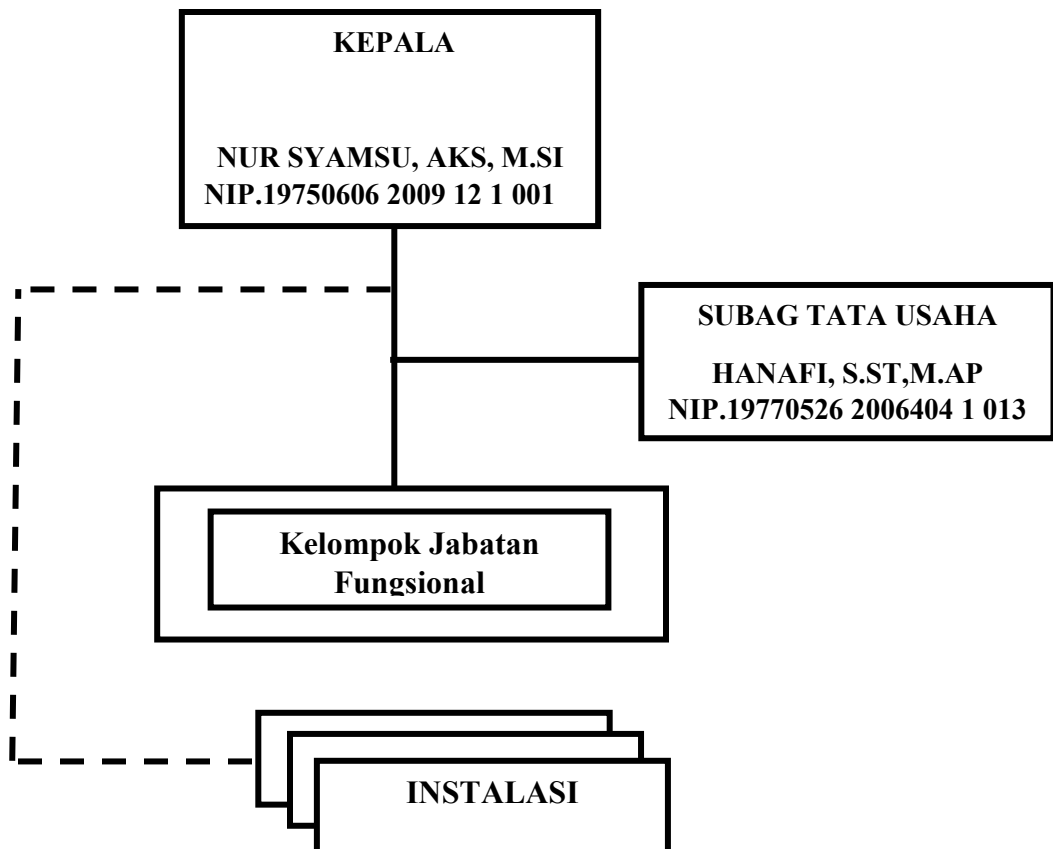 KEPALA
NUR SYAMSU, AKS, M.SI
NIP.19750606 2009 12 1 001
SUBAG TATA USAHA
HANAFI, S.ST,M.AP
NIP.19770526 2006404 1 013
Kelompok Jabatan
Fungsional
INSTALASI